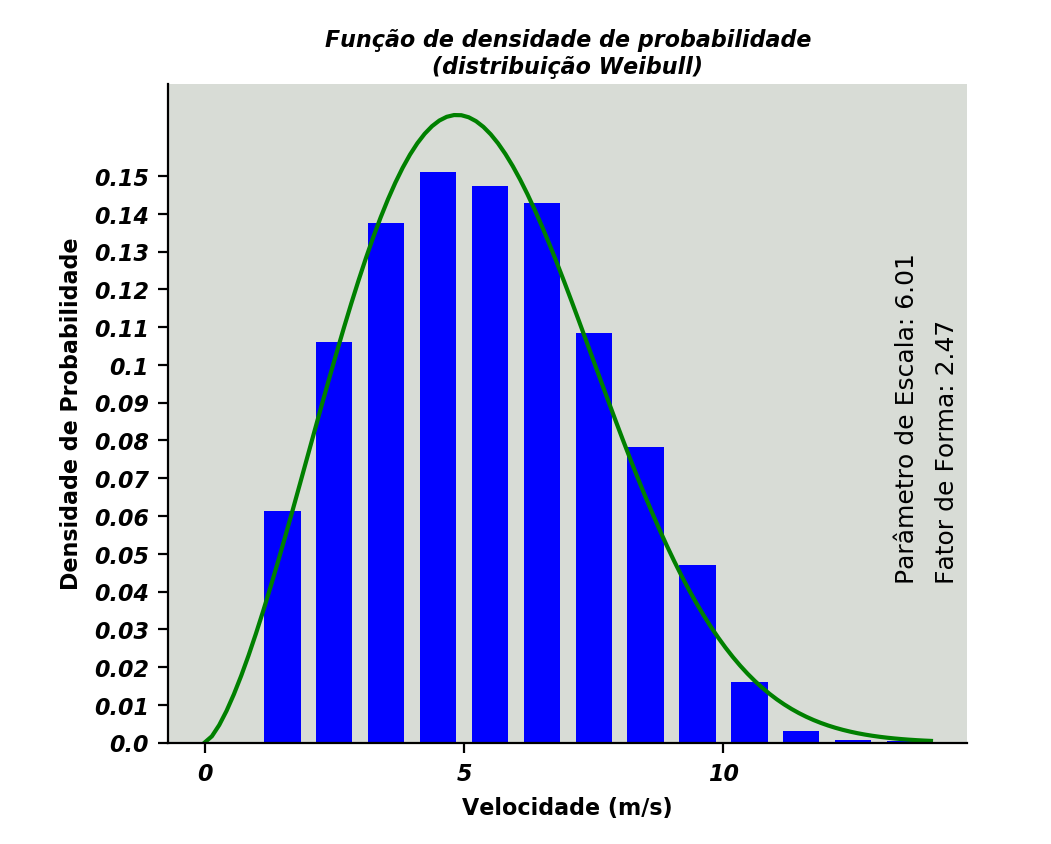 Função de densidade de probabilidade
(distribuição Weibull)
Densidade de Probabilidade
0.15
0.14
0.13
0.12
0.11
0.1
0.09
0.08
0.07
0.06
0.05
0.04
0.03
0.02
0.01
0.0
0 5 10
Velocidade (m/s)
Parâmetro de Escala: 6.01
Fator de Forma: 2.47